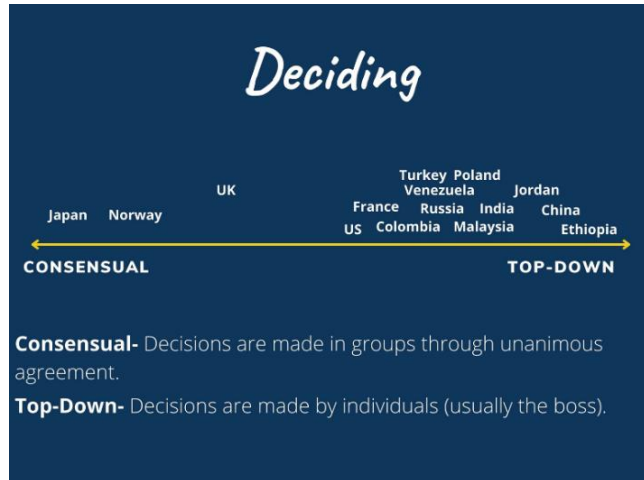 Deciding
Turkey Poland
UK Venezuela Jordan
Japan Norway France Russia India China
US Colombia Malaysia Ethiopia
CONSENSUAL TOP-DOWN
Consensual- Decisions are made in groups through unanimous
agreement.
Top-Down- Decisions are made by individuals (usually the boss).